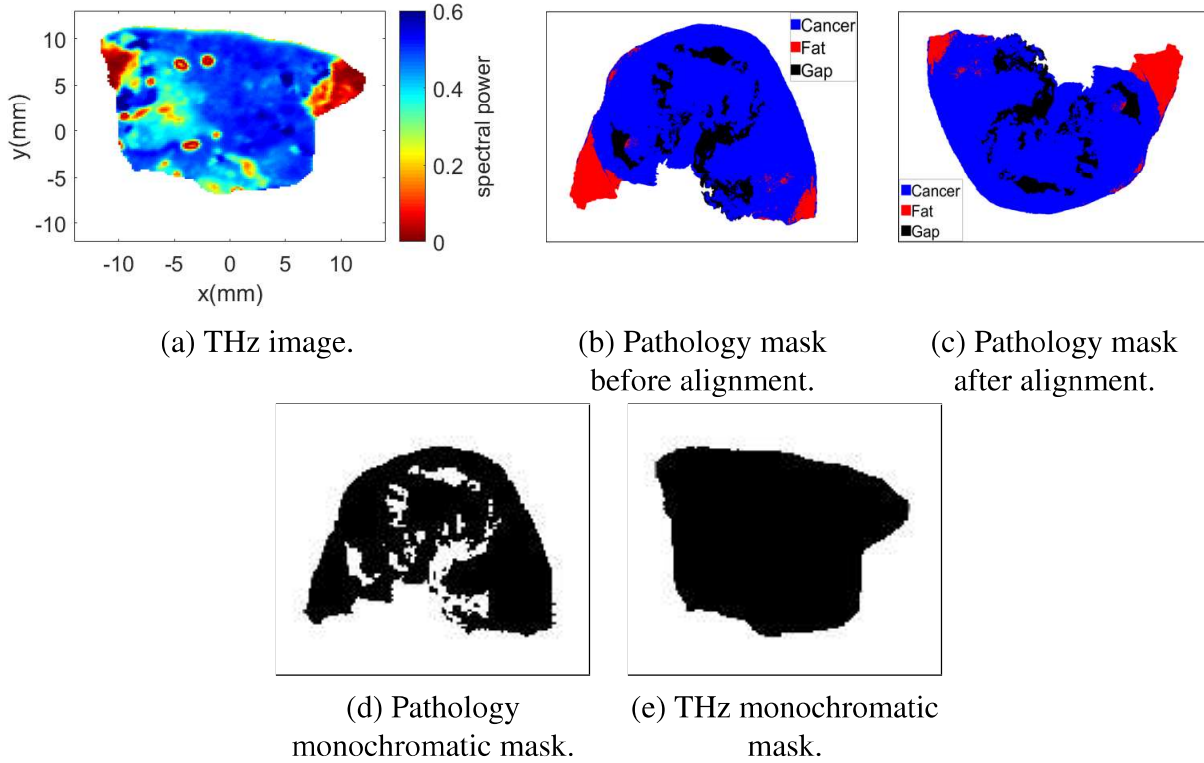 10
5
0
-5
-10
y(mm)
-10
-5
0
5
10
x(mm)
0.6
0.4
0.2
0
spectral power
Cancer
Fat
Gap
Cancer
Fat
Gap
(a) THz image.
(b) Pathology mask
before alignment.
(c) Pathology mask
after alignment.
(d) Pathology
monochromatic mask.
(e) THz monochromatic
mask.